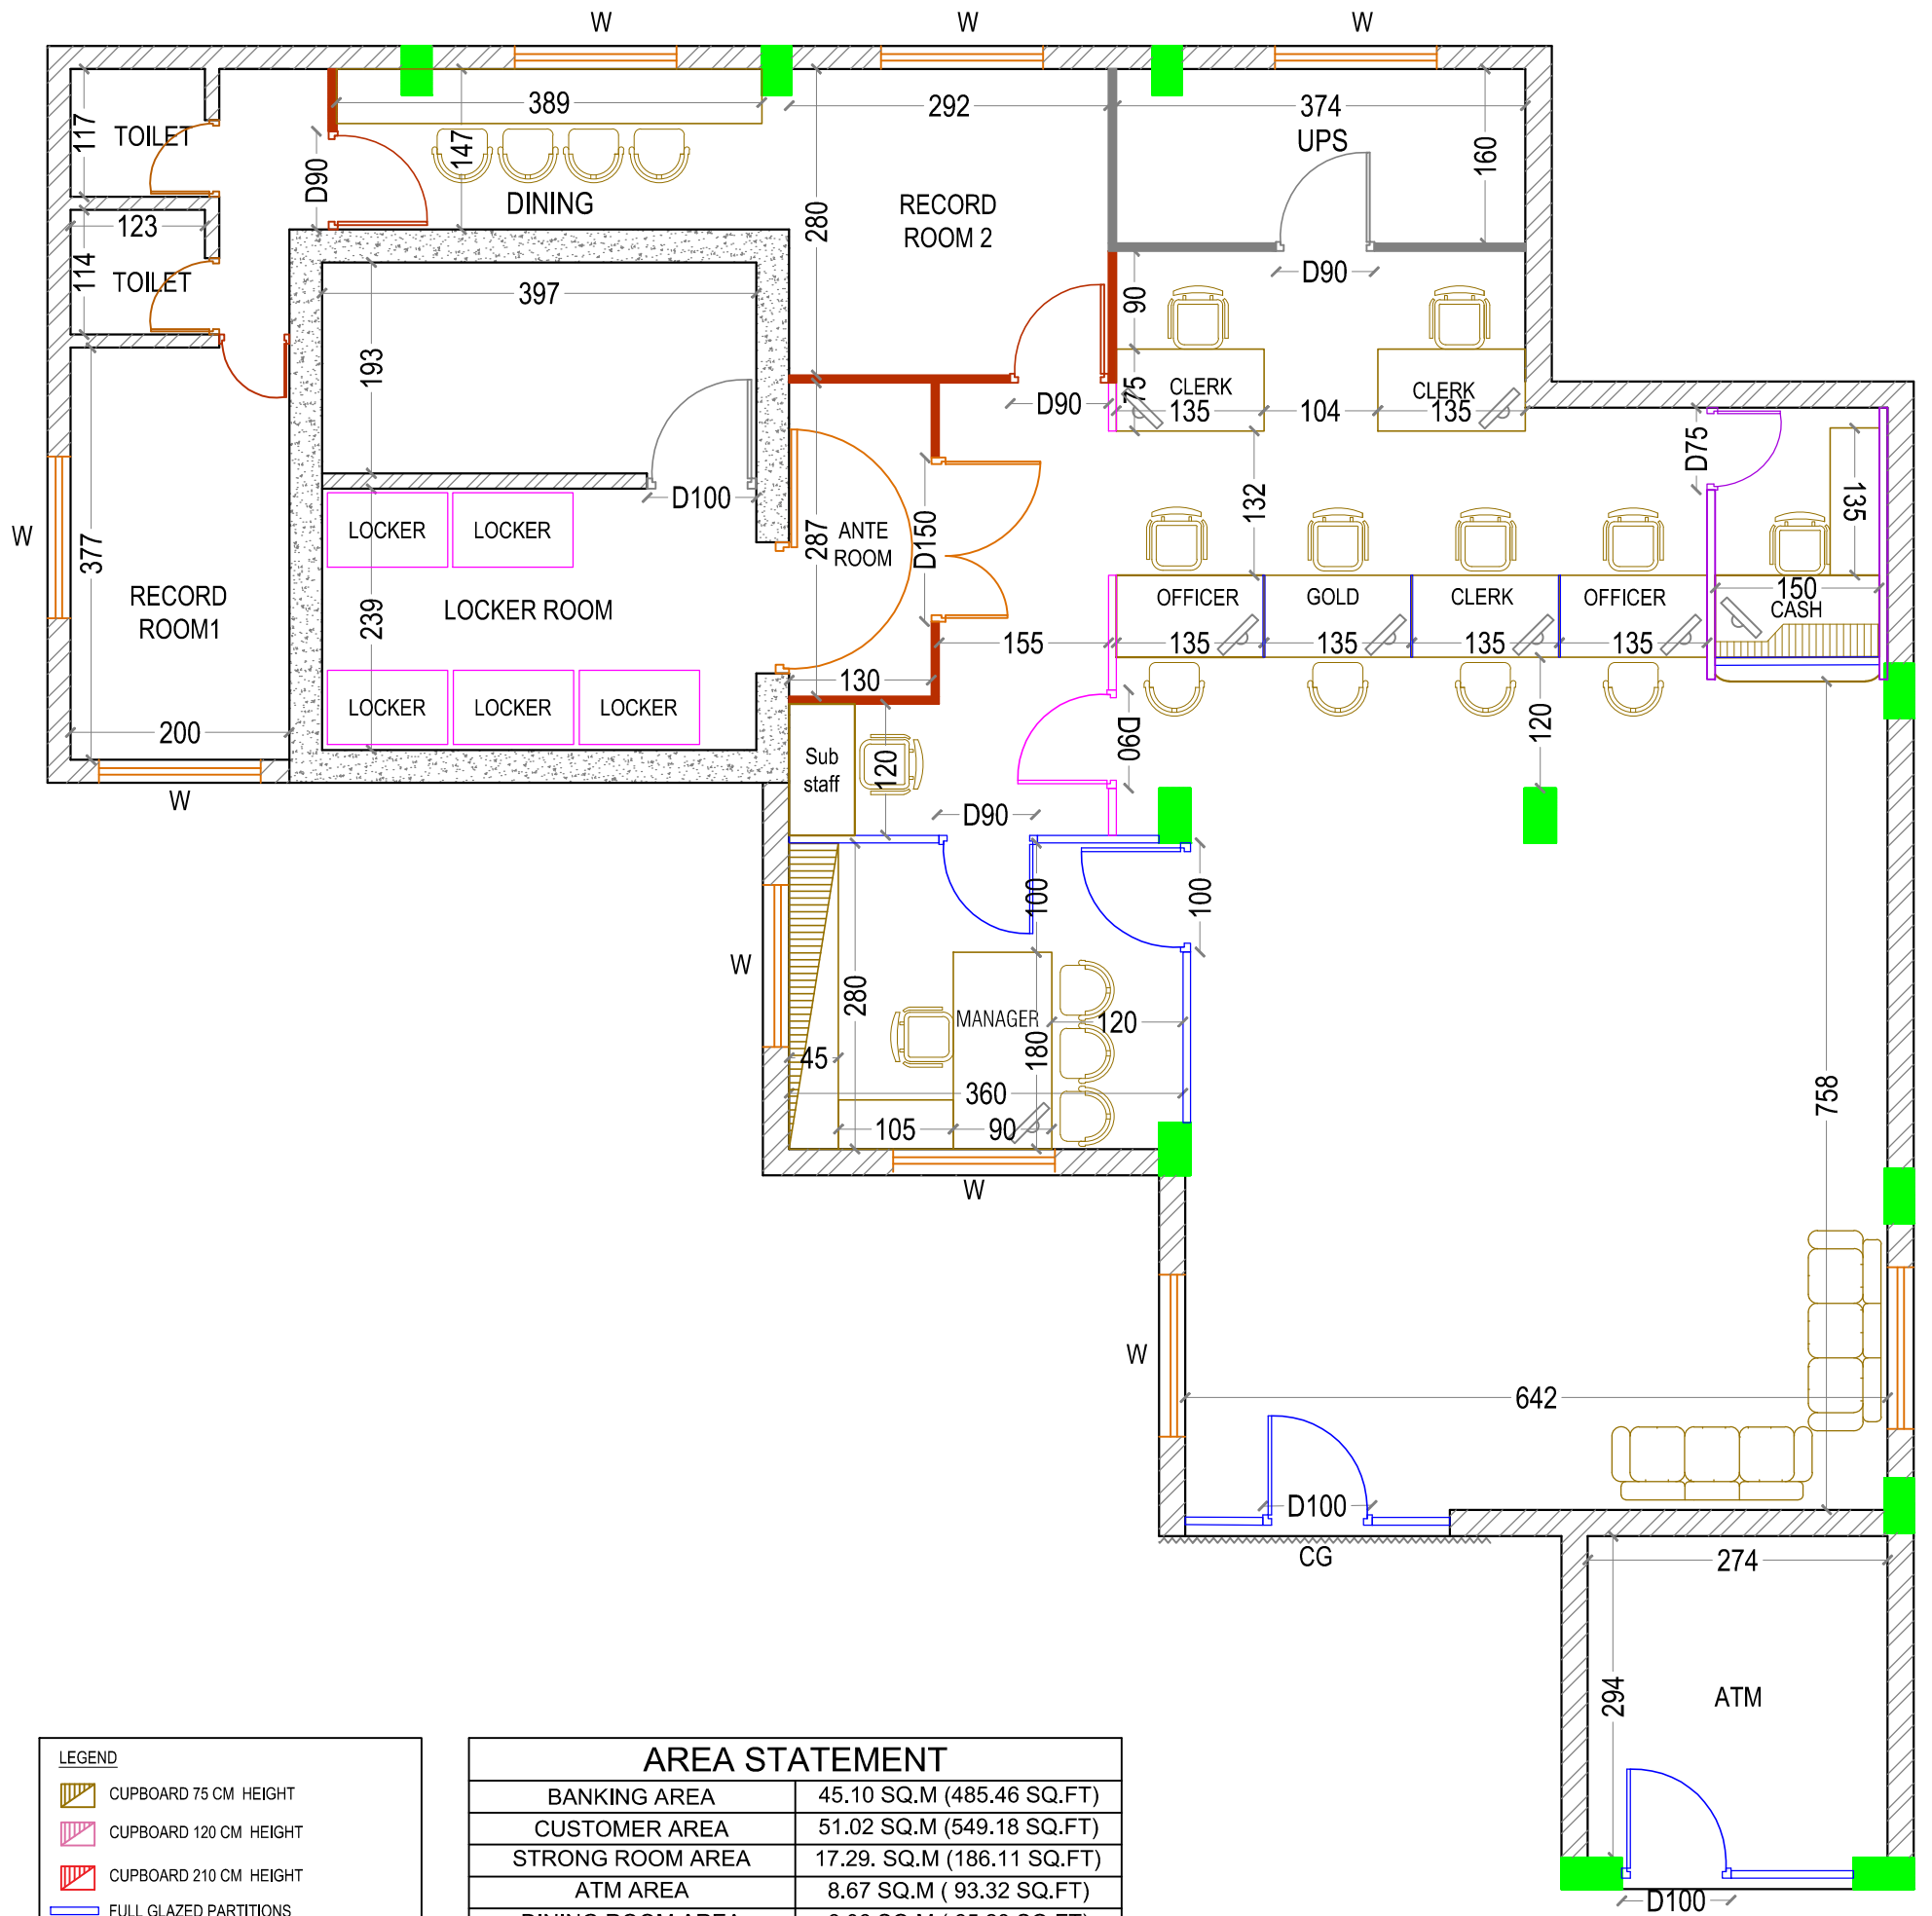 W
W
W
389
292
374
UPS
117
TOILET
147
D90
160
DINING
RECORD
ROOM 2
280
123
114
TOILET
D90
397
90
193
75
CLERK
CLERK
D90
135
104
135
D75
D100
135
132
LOCKER
LOCKER
ANTE
ROOM
287
D150
W
377
RECORD
ROOM1
LOCKER ROOM
239
OFFICER
GOLD
CLERK
OFFICER
150
CASH
155
135
135
135
135
130
LOCKER
LOCKER
LOCKER
200
D90
120
Sub
staff
120
W
D90
100
100
W
280
MANAGER
120
180
45
360
105
90
758
W
W
642
D100
CG
274
294
ATM
D100
LEGEND
CUPBOARD 75 CM HEIGHT
CUPBOARD 120 CM HEIGHT
CUPBOARD 210 CM HEIGHT
FULL GLAZED PARTITIONS
AREA STATEMENT
BANKING AREA 45.10 SQ.M (485.46 SQ.FT)
CUSTOMER AREA 51.02 SQ.M (549.18 SQ.FT)
STRONG ROOM AREA 17.29. SQ.M (186.11 SQ.FT)
ATM AREA 8.67 SQ.M ( 93.32 SQ.FT)
DINING ROOM AREA